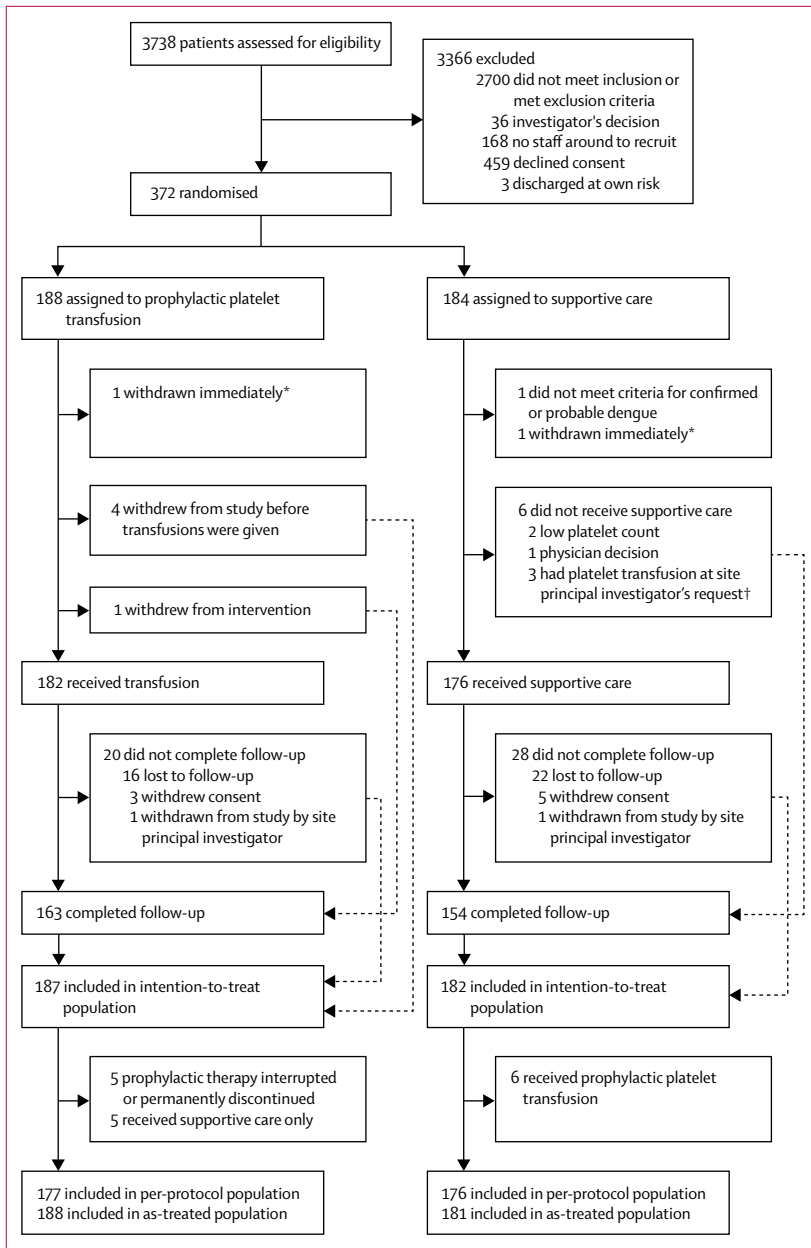 3738 patients assessed for eligibility
3366 excluded
2700 did not meet inclusion or
met exclusion criteria
36 investigator's decision
168 no staff around to recruit
459 declined consent
3 discharged at own risk
372 randomised
188 assigned to prophylactic platelet
transfusion
184 assigned to supportive care
1 withdrawn immediately*
1 did not meet criteria for confirmed
or probable dengue
1 withdrawn immediately*
4 withdrew from study before
transfusions were given
6 did not receive supportive care
2 low platelet count
1 physician decision
3 had platelet transfusion at site
principal investigator's request†
1 withdrew from intervention
182 received transfusion
176 received supportive care
20 did not complete follow-up
16 lost to follow-up
3 withdrew consent
1 withdrawn from study by site
principal investigator
28 did not complete follow-up
22 lost to follow-up
5 withdrew consent
1 withdrawn from study by site
principal investigator
163 completed follow-up
154 completed follow-up
187 included in intention-to-treat
population
182 included in intention-to-treat
population
5 prophylactic therapy interrupted
or permanently discontinued
5 received supportive care only
6 received prophylactic platelet
transfusion
177 included in per-protocol population
188 included in as-treated population
176 included in per-protocol population
181 included in as-treated population